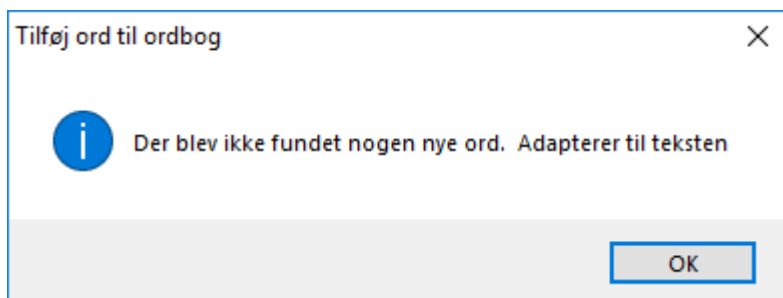 Tilføj ord til ordbog
Der blev ikke fundet nogen nye ord.  Adapterer til teksten
OK